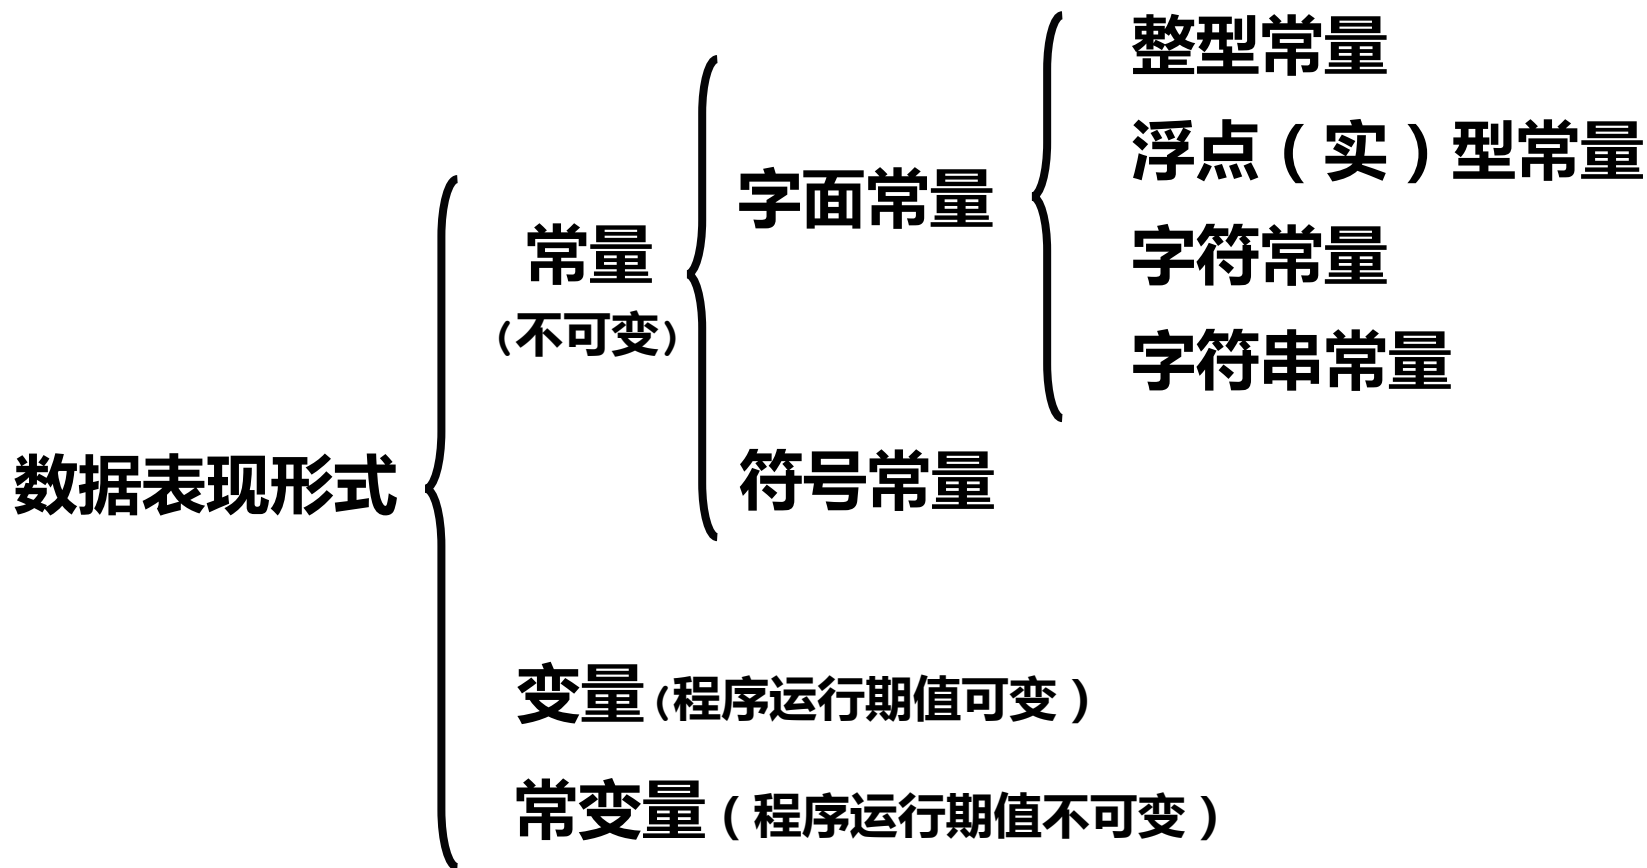 数据表现形式
常量
（不可变）
字面常量
整型常量
浮点（实）型常量
字符常量
字符串常量
符号常量
变量（程序运行期值可变）
常变量（程序运行期值不可变）